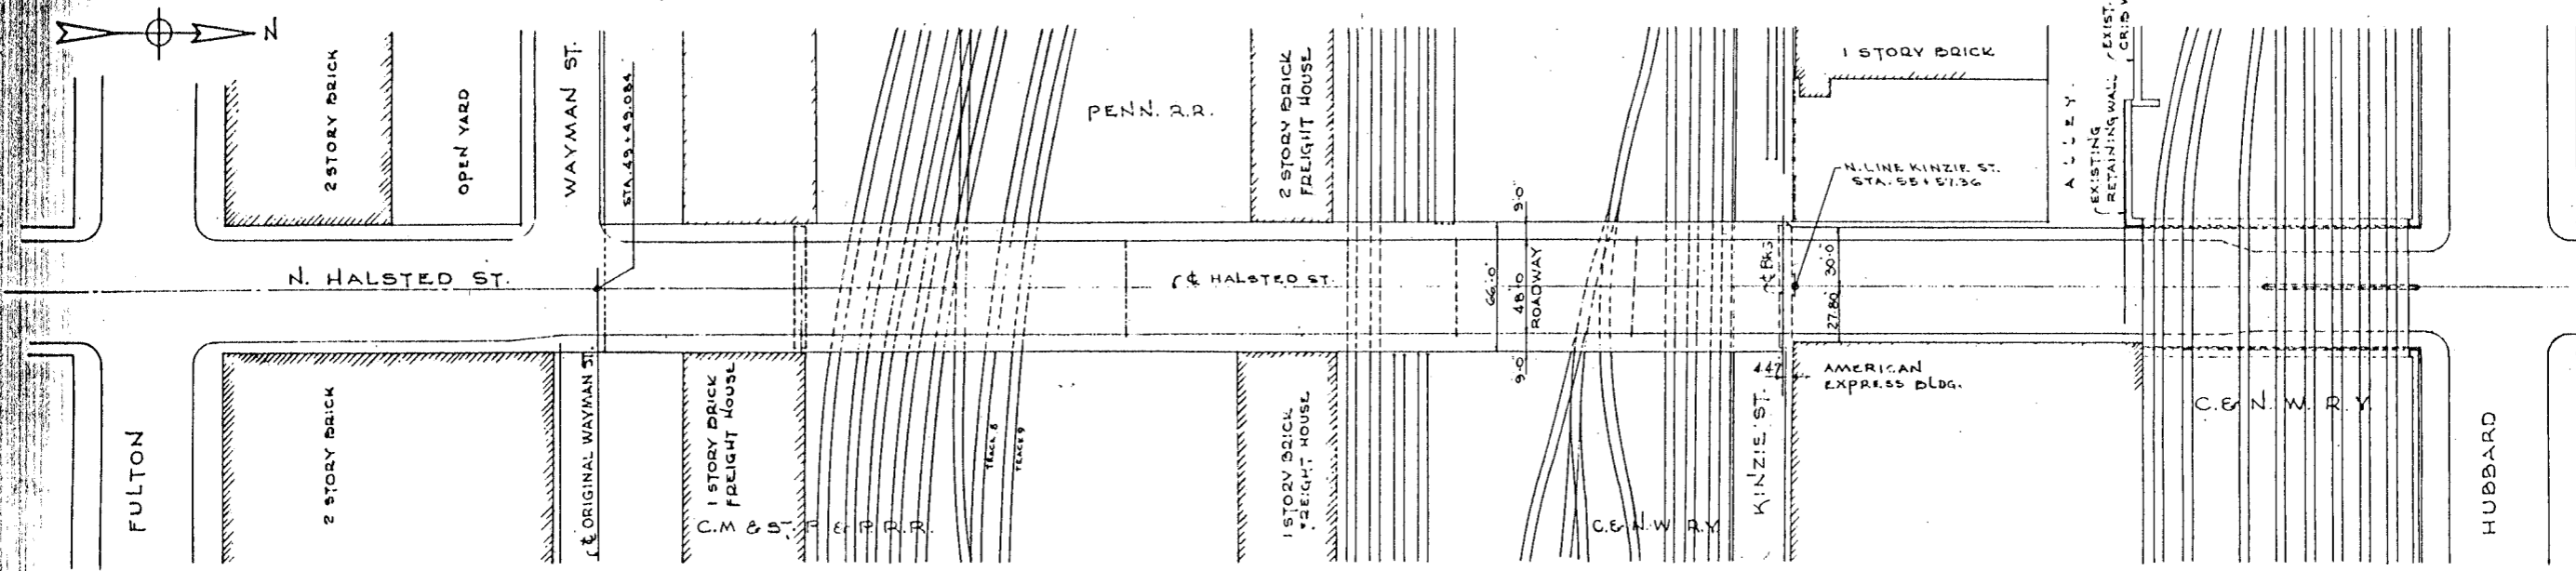 N
2 STORY BRICK
OPEN YARD
WAYMAN ST.
STA. 49+49.084
PENN. R.R.
2 STORY BRICK
FREIGHT HOUSE
1 STORY BRICK
ALLEY.
EXISTING
RETAINING WALL
EXIST.
N. LINE KINZIE ST.
STA. 55+57.36
N. HALSTED ST.
℄ HALSTED ST.
9'-0
66.0'
48.0
ROADWAY
9'-0
℄ Brg
30.0
27.80
4.47
AMERICAN
EXPRESS BLDG.
FULTON
2 STORY BRICK
℄ ORIGINAL WAYMAN ST.
1 STORY BRICK
FREIGHT HOUSE
C.M & ST. P & P. R.R.
TRACK 8
TRACK 9
1 STORY BRICK
FREIGHT HOUSE
C. & N. W R.Y
KINZIE ST.
C. & N. W. R. Y.
HUBBARD